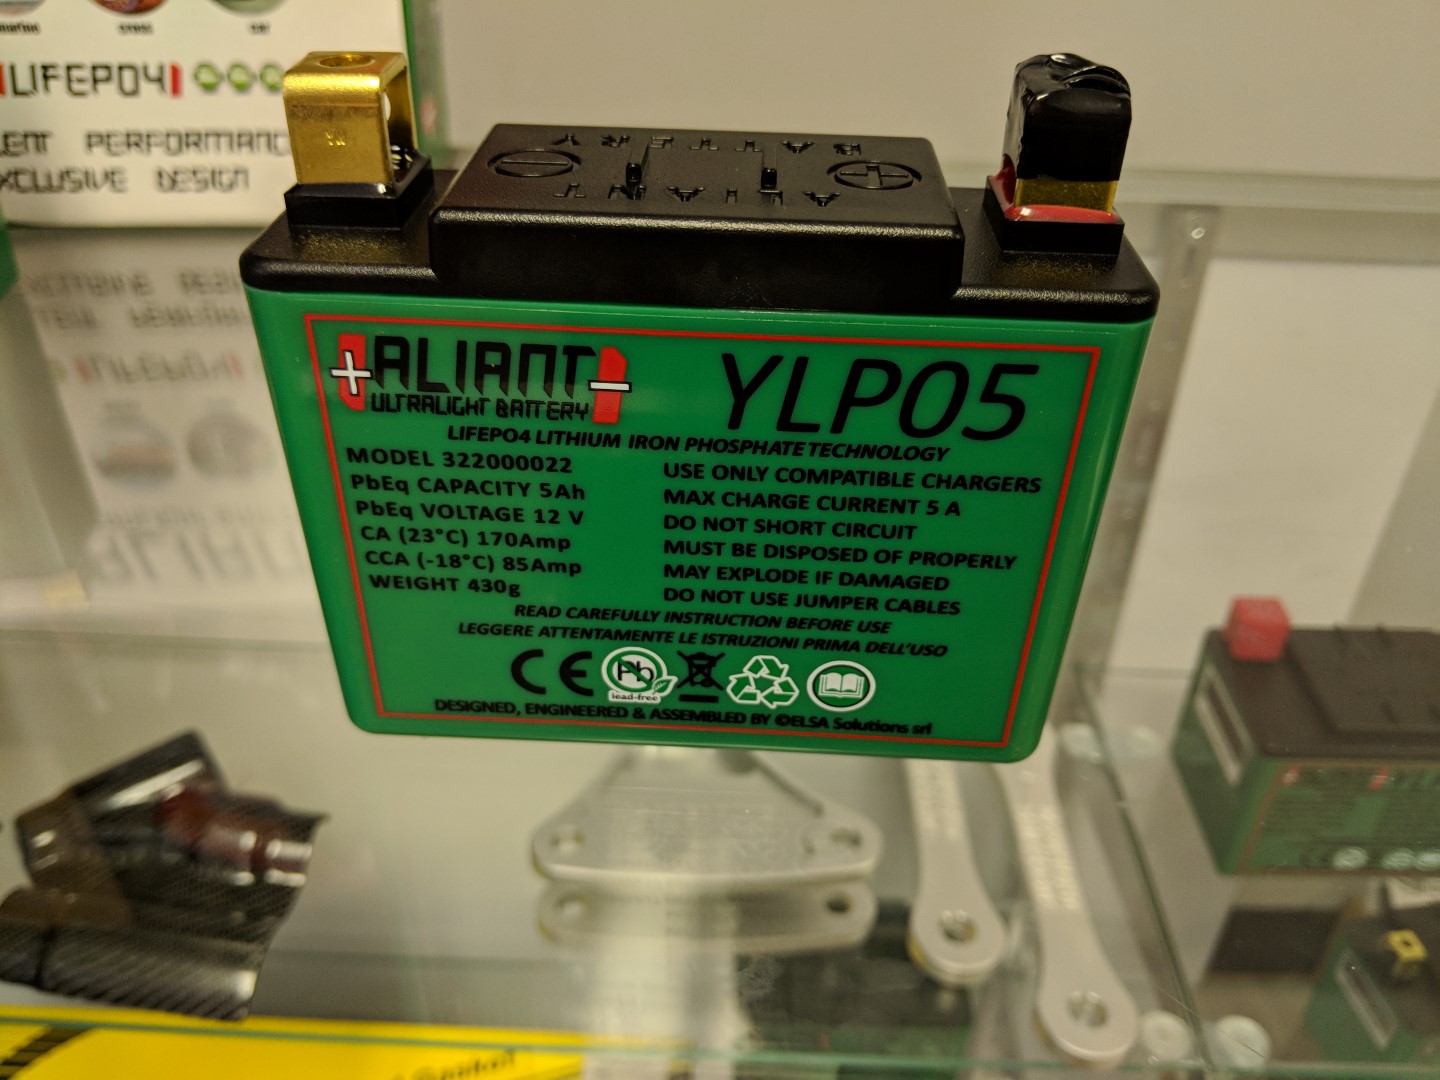 cross
car
LIFEPO4
PERFORMANC
DESIGN
BATTERY
ALIANT
ALIANT
ULTRALIGHT BATTERY
YLP05
LIFEPO4 LITHIUM IRON PHOSPHATE TECHNOLOGY
MODEL 322000022
PbEq CAPACITY 5Ah
PbEq VOLTAGE 12 V
CA (23°C) 170Amp
CCA (-18°C) 85Amp
WEIGHT 430g
USE ONLY COMPATIBLE CHARGERS
MAX CHARGE CURRENT 5 A
DO NOT SHORT CIRCUIT
MUST BE DISPOSED OF PROPERLY
MAY EXPLODE IF DAMAGED
DO NOT USE JUMPER CABLES
READ CAREFULLY INSTRUCTION BEFORE USE
LEGGERE ATTENTAMENTE LE ISTRUZIONI PRIMA DELL'USO
CE
Pb
lead-free
DESIGNED, ENGINEERED & ASSEMBLED BY ©ELSA Solutions srl